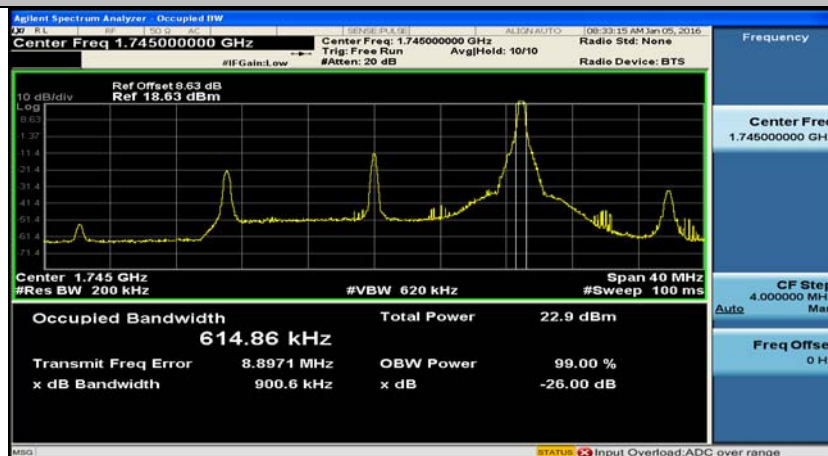 Agilent Spectrum Analyzer - Occupied BW
LXI RL RF 50 Ω AC SENSE:PULSE ALIGN AUTO 08:33:15 AM Jan 05, 2016
Center Freq 1.745000000 GHz
Center Freq: 1.745000000 GHz
Radio Std: None
Trig: Free Run
Avg|Hold: 10/10
#IFGain:Low
#Atten: 20 dB
Radio Device: BTS
Ref Offset 8.63 dB
10 dB/div
Ref 18.63 dBm
Log
8.63
-1.37
-11.4
-21.4
-31.4
-41.4
-51.4
-61.4
-71.4
Center 1.745 GHz
Span 40 MHz
#Res BW 200 kHz
#VBW 620 kHz
#Sweep 100 ms
Occupied Bandwidth
Total Power 22.9 dBm
614.86 kHz
Transmit Freq Error 8.8971 MHz
OBW Power 99.00 %
x dB Bandwidth 900.6 kHz
x dB -26.00 dB
MSG
STATUS
Input Overload;ADC over range
Frequency
Center Freq
1.745000000 GH
CF Step
4.000000 MH
Auto Ma
Freq Offse
0 H